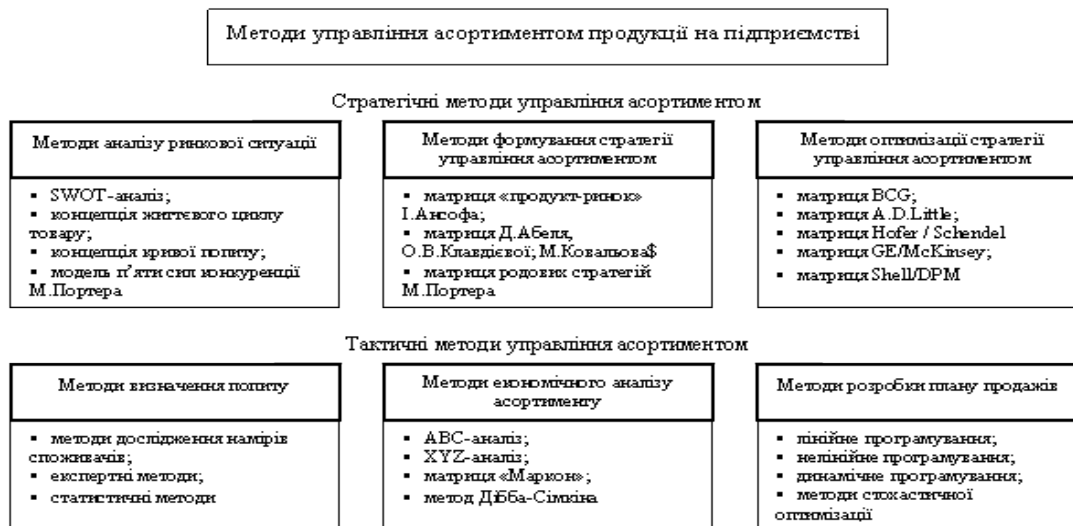 Методи управління асортиментом продукції на підприємстві
Стратегічні методи управління асортиментом
Методи аналізу ринкової ситуації
▪ SWOT-аналіз;
▪ концепція життєвого циклу
товару;
▪ концепція кривої попиту;
▪ модель п’яти сил конкуренції
М.Портера
Методи формування стратегії
управління асортиментом
▪ матриця «продукт-ринок»
І.Ансофа;
▪ матриця Д.Абеля,
О.В.Клавдієвої; М.Ковальова$
▪ матриця родових стратегій
М.Портера
Методи оптимізації стратегії
управління асортиментом
▪ матриця BCG;
▪ матриця A.D.Little;
▪ матриця Hofer / Schendel
▪ матриця GE/McKinsey;
▪ матриця Shell/DPM
Тактичні методи управління асортиментом
Методи визначення попиту
▪ методи дослідження намірів
споживачів;
▪ експертні методи;
▪ статистичні методи
Методи економічного аналізу
асортименту
▪ ABC-аналіз;
▪ XYZ-аналіз;
▪ матриця «Маркон»;
▪ метод Дібба-Сімкіна
Методи розробки плану продажів
▪ лінійне програмування;
▪ нелінійне програмування;
▪ динамічне програмування;
▪ методи стохастичної
оптимізації